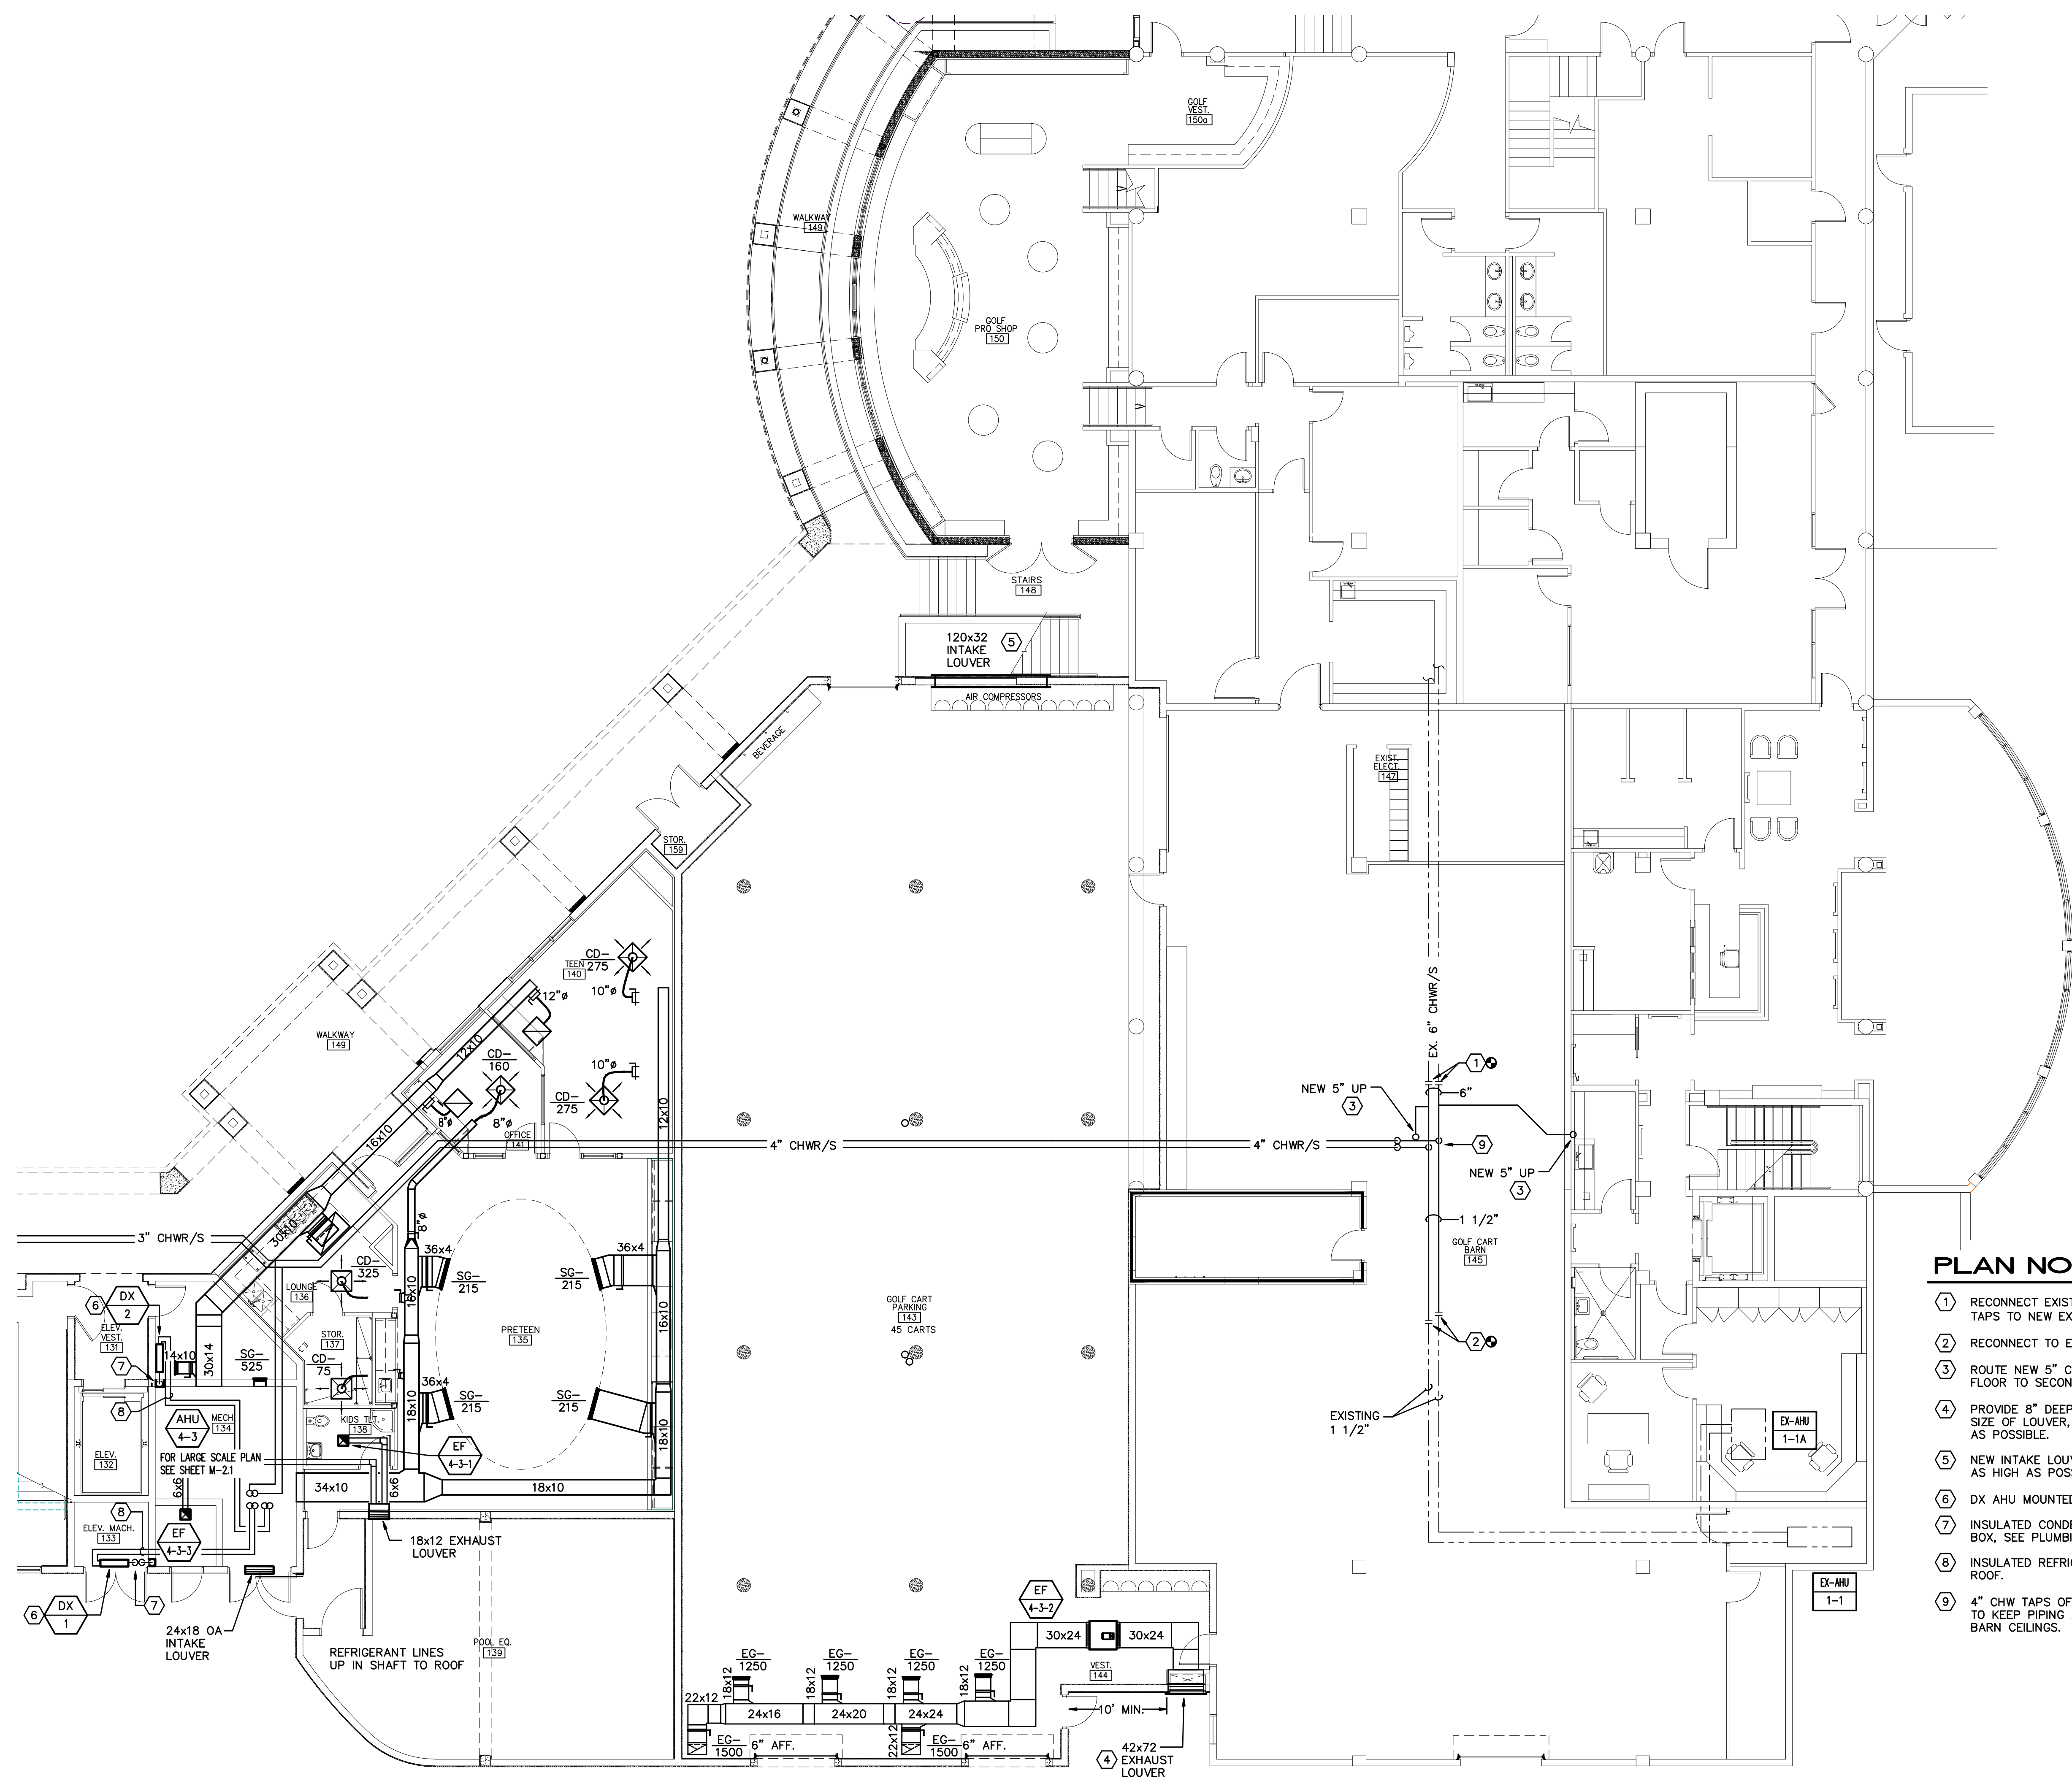 GOLF
VEST.
150a
WALKWAY
149
GOLF
PRO SHOP
150
STAIRS
148
120x32
INTAKE
LOUVER
5
AIR COMPRESSORS
BEVERAGE
EXIST.
ELECT.
147
STOR.
159
CD-
275
TEEN
140
10"ø
12"ø
EX. 6" CHWR/S
WALKWAY
149
12x10
CD-
160
10"ø
CD-
275
12x10
1
6"
NEW 5" UP
3
8"ø
8"ø
OFFICE
141
16x10
4" CHWR/S
4" CHWR/S
9
NEW 5" UP
3
30x10
8"ø
3" CHWR/S
1 1/2"
GOLF CART
BARN
145
36x4
36x4
SG-
215
SG-
215
CD-
325
LOUNGE
136
16x10
16x10
6
DX
2
ELEV.
VEST.
131
GOLF CART
PARKING
143
45 CARTS
PRETEEN
135
STOR.
137
2
7
14x10
30x14
SG-
525
CD-
75
36x4
SG-
215
SG-
215
18x10
18x10
8
AHU
4-3
MECH.
134
KIDS TLT.
138
EXISTING
1 1/2"
EX-AHU
1-1A
ELEV.
132
FOR LARGE SCALE PLAN
SEE SHEET M-2.1
EF
4-3-1
6x6
34x10
6x6
18x10
8
ELEV. MACH.
133
EF
4-3-3
18x12 EXHAUST
LOUVER
6
DX
1
7
24x18 OA
INTAKE
LOUVER
REFRIGERANT LINES
UP IN SHAFT TO ROOF
POOL EQ.
139
EF
4-3-2
EX-AHU
1-1
30x24
30x24
EG-
1250
EG-
1250
EG-
1250
EG-
1250
18x12
18x12
18x12
18x12
VEST.
144
22x12
24x16
24x20
24x24
10' MIN.
22x12
EG-
1500
6" AFF.
EG-
1500
6" AFF.
4
42x72
EXHAUST
LOUVER
PLAN NO
1 RECONNECT EXIST
TAPS TO NEW EX
2 RECONNECT TO E
3 ROUTE NEW 5" C
FLOOR TO SECON
4 PROVIDE 8" DEEP
SIZE OF LOUVER,
AS POSSIBLE.
5 NEW INTAKE LOUV
AS HIGH AS POSS
6 DX AHU MOUNTED
7 INSULATED CONDE
BOX, SEE PLUMBI
8 INSULATED REFRIG
ROOF.
9 4" CHW TAPS OF
TO KEEP PIPING
BARN CEILINGS.